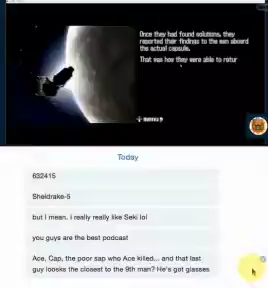 Once they had found solutions, they
reported their findings to the men aboard
the actual capsule.
That was how they were able to retur
Today
632415
Sheldrake-5
but I mean, i really really like Seki lol
you guys are the best podcast
Ace, Cap, the poor sap who Ace killed... and that last
guy loosks the closest to the 9th man? He's got glasses